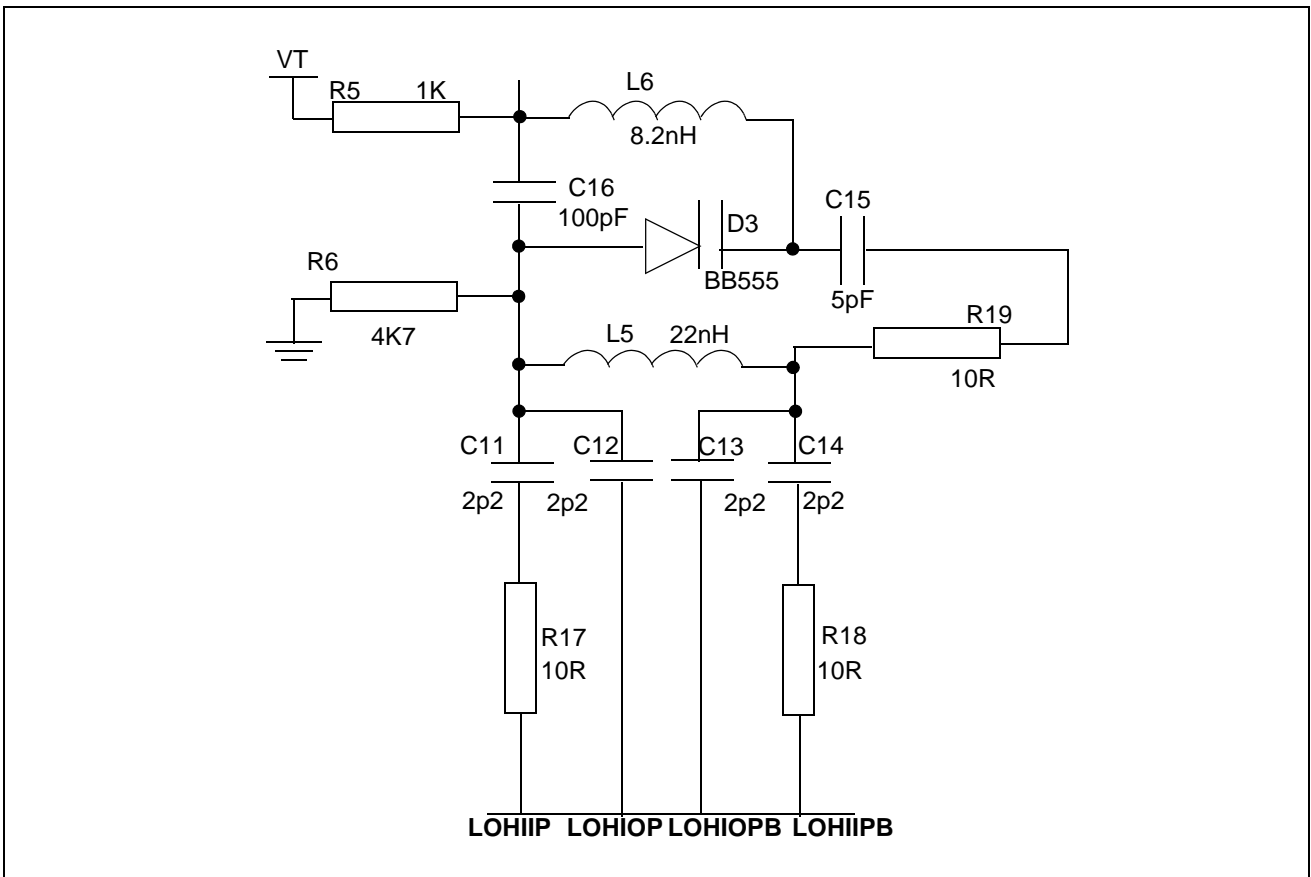 VT
R5 1K
L6
8.2nH
C16
100pF
C15
D3
BB555
5pF
R6
4K7
R19
10R
L5 22nH
C11 C12 C13 C14
2p2 2p2 2p2 2p2
R17
10R
R18
10R
LOHIIP LOHIOP LOHIOPB LOHIIPB